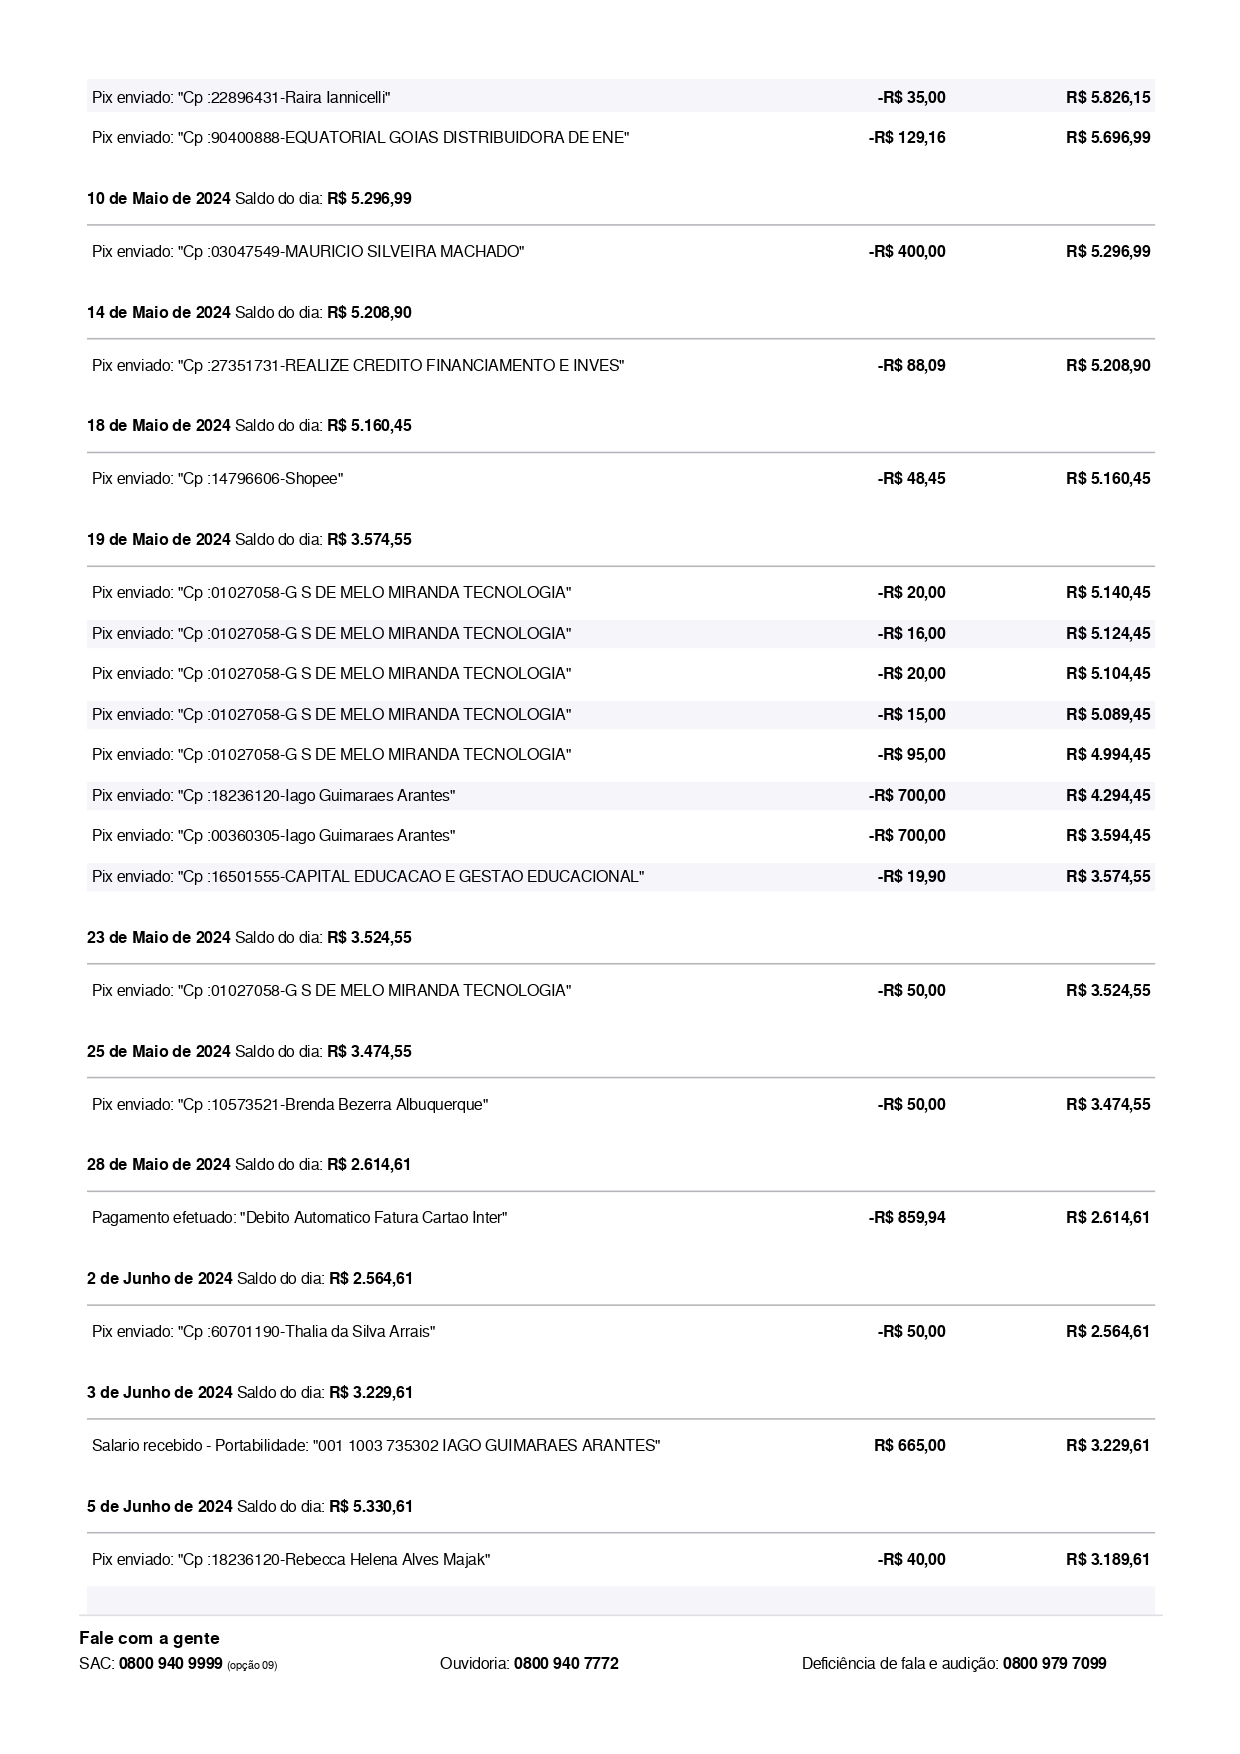 Pix enviado: "Cp :22896431-Raira Iannicelli" -R$ 35,00 R$ 5.826,15
Pix enviado: "Cp :90400888-EQUATORIAL GOIAS DISTRIBUIDORA DE ENE" -R$ 129,16 R$ 5.696,99
10 de Maio de 2024 Saldo do dia: R$ 5.296,99
Pix enviado: "Cp :03047549-MAURICIO SILVEIRA MACHADO" -R$ 400,00 R$ 5.296,99
14 de Maio de 2024 Saldo do dia: R$ 5.208,90
Pix enviado: "Cp :27351731-REALIZE CREDITO FINANCIAMENTO E INVES" -R$ 88,09 R$ 5.208,90
18 de Maio de 2024 Saldo do dia: R$ 5.160,45
Pix enviado: "Cp :14796606-Shopee" -R$ 48,45 R$ 5.160,45
19 de Maio de 2024 Saldo do dia: R$ 3.574,55
Pix enviado: "Cp :01027058-G S DE MELO MIRANDA TECNOLOGIA" -R$ 20,00 R$ 5.140,45
Pix enviado: "Cp :01027058-G S DE MELO MIRANDA TECNOLOGIA" -R$ 16,00 R$ 5.124,45
Pix enviado: "Cp :01027058-G S DE MELO MIRANDA TECNOLOGIA" -R$ 20,00 R$ 5.104,45
Pix enviado: "Cp :01027058-G S DE MELO MIRANDA TECNOLOGIA" -R$ 15,00 R$ 5.089,45
Pix enviado: "Cp :01027058-G S DE MELO MIRANDA TECNOLOGIA" -R$ 95,00 R$ 4.994,45
Pix enviado: "Cp :18236120-Iago Guimaraes Arantes" -R$ 700,00 R$ 4.294,45
Pix enviado: "Cp :00360305-Iago Guimaraes Arantes" -R$ 700,00 R$ 3.594,45
Pix enviado: "Cp :16501555-CAPITAL EDUCACAO E GESTAO EDUCACIONAL" -R$ 19,90 R$ 3.574,55
23 de Maio de 2024 Saldo do dia: R$ 3.524,55
Pix enviado: "Cp :01027058-G S DE MELO MIRANDA TECNOLOGIA" -R$ 50,00 R$ 3.524,55
25 de Maio de 2024 Saldo do dia: R$ 3.474,55
Pix enviado: "Cp :10573521-Brenda Bezerra Albuquerque" -R$ 50,00 R$ 3.474,55
28 de Maio de 2024 Saldo do dia: R$ 2.614,61
Pagamento efetuado: "Debito Automatico Fatura Cartao Inter" -R$ 859,94 R$ 2.614,61
2 de Junho de 2024 Saldo do dia: R$ 2.564,61
Pix enviado: "Cp :60701190-Thalia da Silva Arrais" -R$ 50,00 R$ 2.564,61
3 de Junho de 2024 Saldo do dia: R$ 3.229,61
Salario recebido - Portabilidade: "001 1003 735302 IAGO GUIMARAES ARANTES" R$ 665,00 R$ 3.229,61
5 de Junho de 2024 Saldo do dia: R$ 5.330,61
Pix enviado: "Cp :18236120-Rebecca Helena Alves Majak" -R$ 40,00 R$ 3.189,61
Fale com a gente
SAC: 0800 940 9999 (opção 09) Ouvidoria: 0800 940 7772 Deficiência de fala e audição: 0800 979 7099